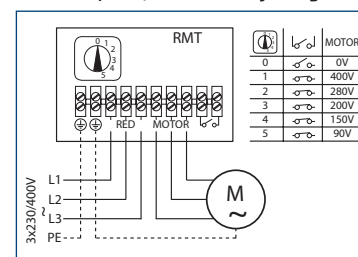 RMT
0 1 2 3 4 5
RED MOTOR
L1
L2
L3
PE
3x230/400V
~
M
~
MOTOR
0 0V
1 400V
2 280V
3 200V
4 150V
5 90V